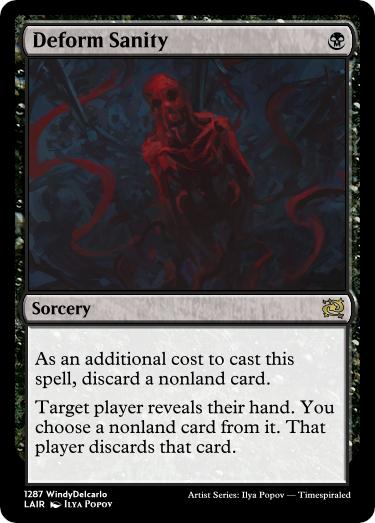 Deform Sanity
Sorcery
As an additional cost to cast this
spell, discard a nonland card.
Target player reveals their hand. You
choose a nonland card from it. That
player discards that card.
1287 WindyDelcarlo
Artist Series: Ilya Popov — Timespiraled
LAIR Ilya Popov